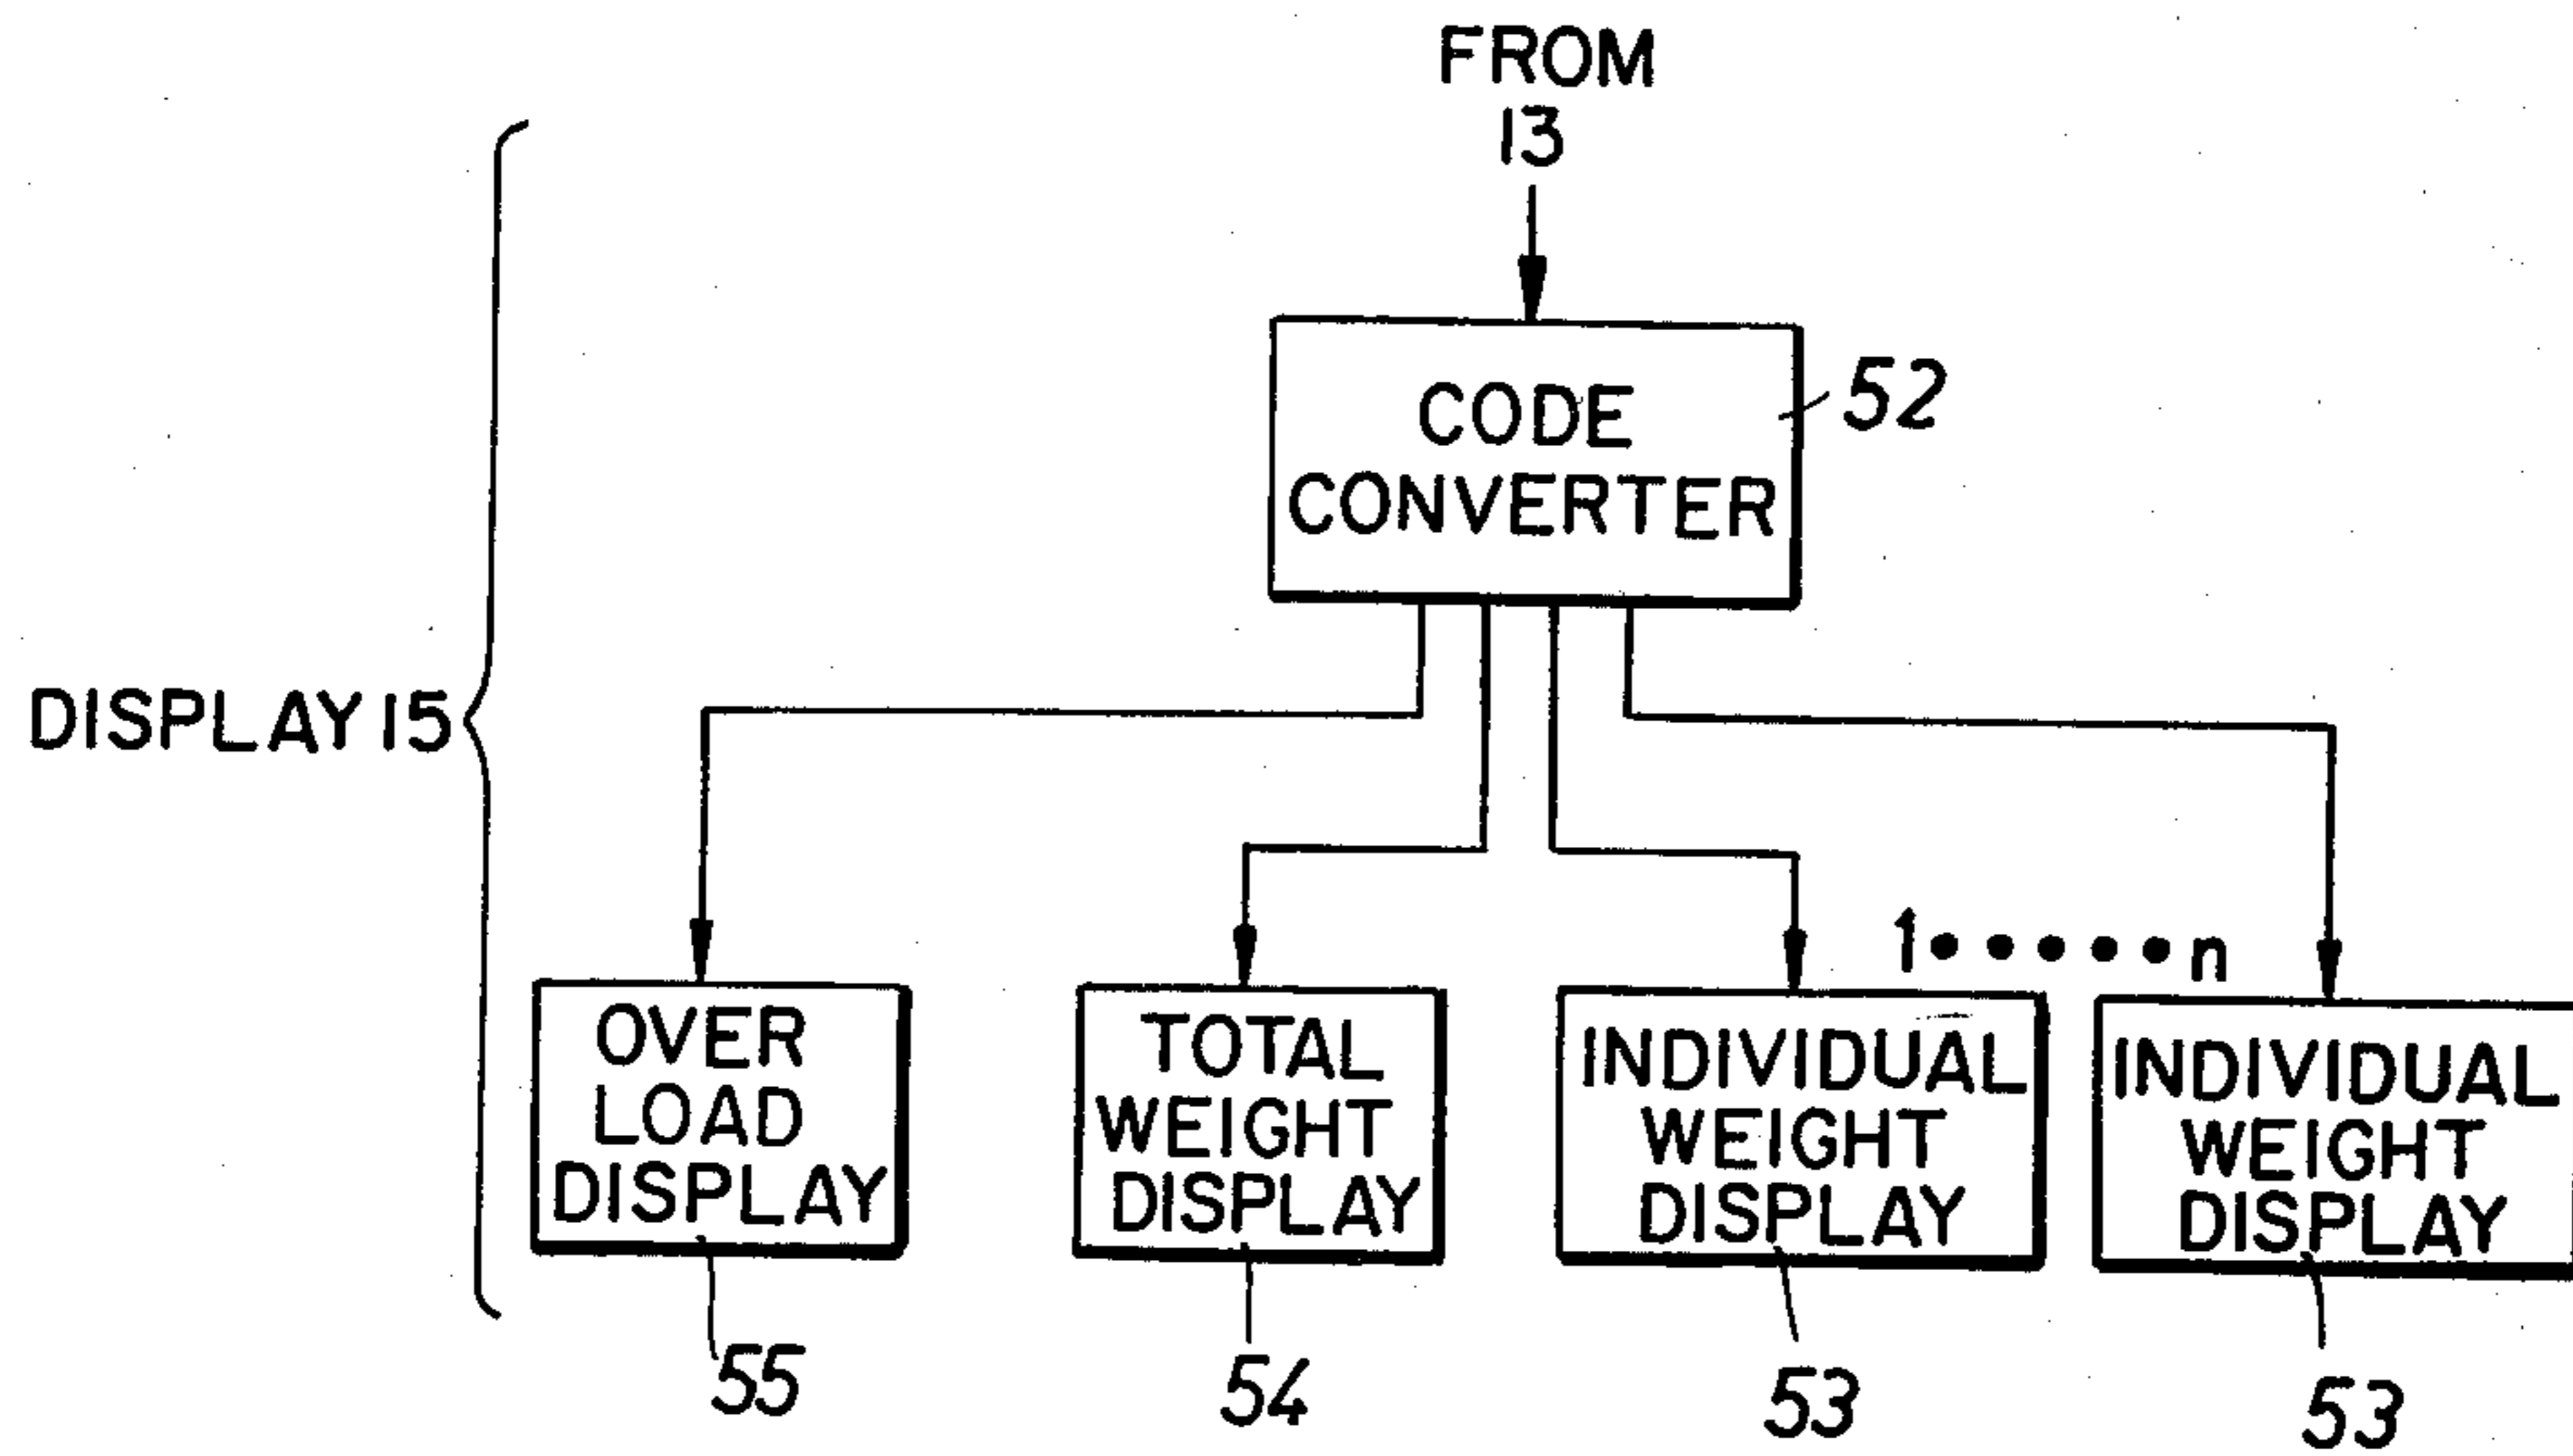 FROM
13
CODE
CONVERTER
52
DISPLAY 15
1 • • • • • n
OVER
LOAD
DISPLAY
TOTAL
WEIGHT
DISPLAY
INDIVIDUAL
WEIGHT
DISPLAY
INDIVIDUAL
WEIGHT
DISPLAY
55
54
53
53